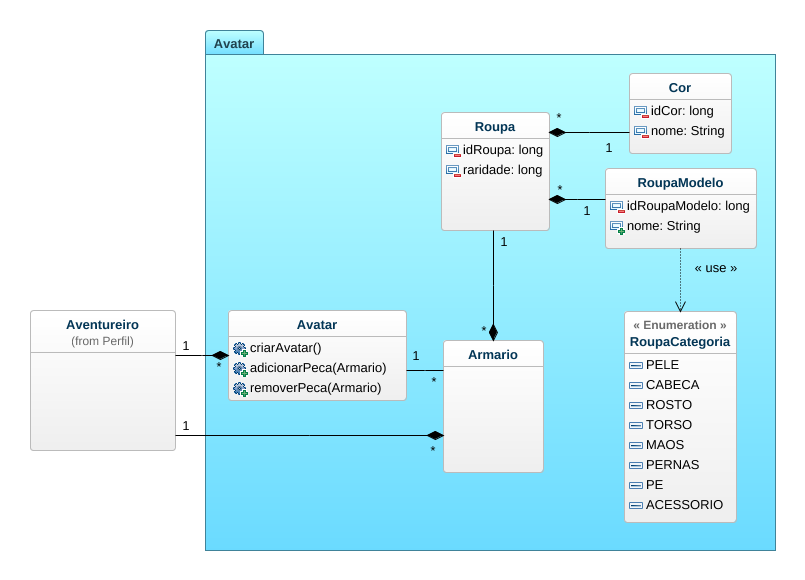 Avatar
Cor
idCor: long
nome: String
Roupa
idRoupa: long
raridade: long
*
1
RoupaModelo
idRoupaModelo: long
nome: String
*
1
1
« use »
Aventureiro
(from Perfil)
Avatar
criarAvatar()
adicionarPeca(Armario)
removerPeca(Armario)
« Enumeration »
RoupaCategoria
PELE
CABECA
ROSTO
TORSO
MAOS
PERNAS
PE
ACESSORIO
*
Armario
1
*
1
*
1
*